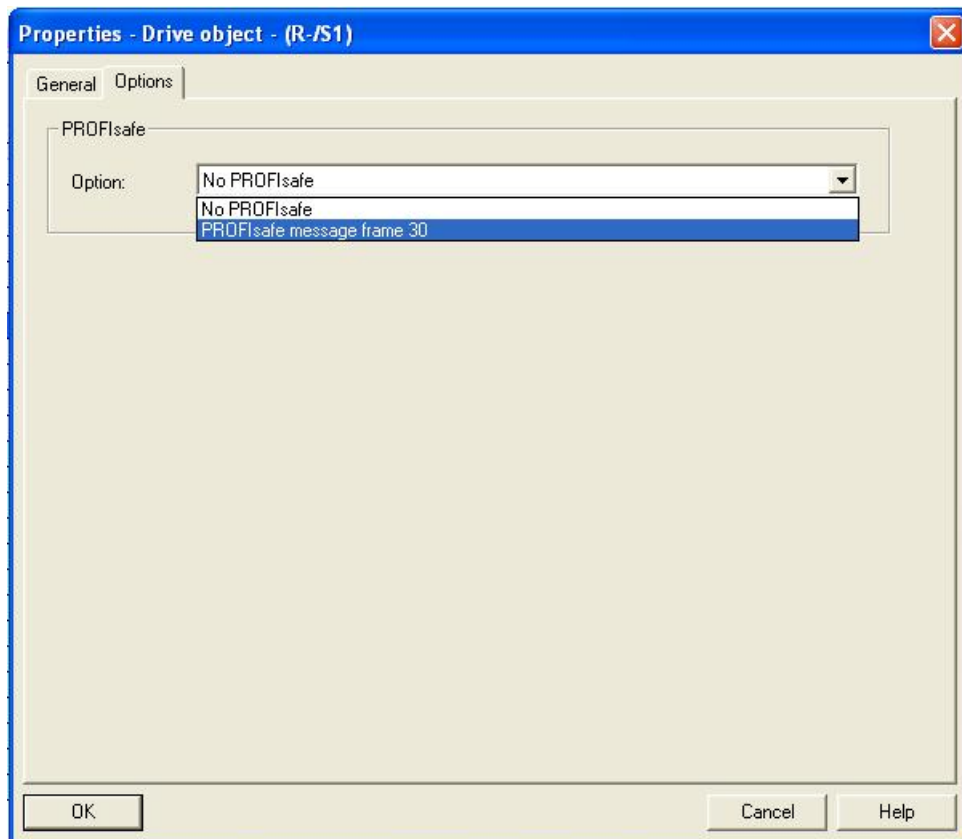 Properties - Drive object - (R-/S1)
General Options
PROFIsafe
Option: No PROFIsafe
No PROFIsafe
PROFIsafe message frame 30
OK Cancel Help